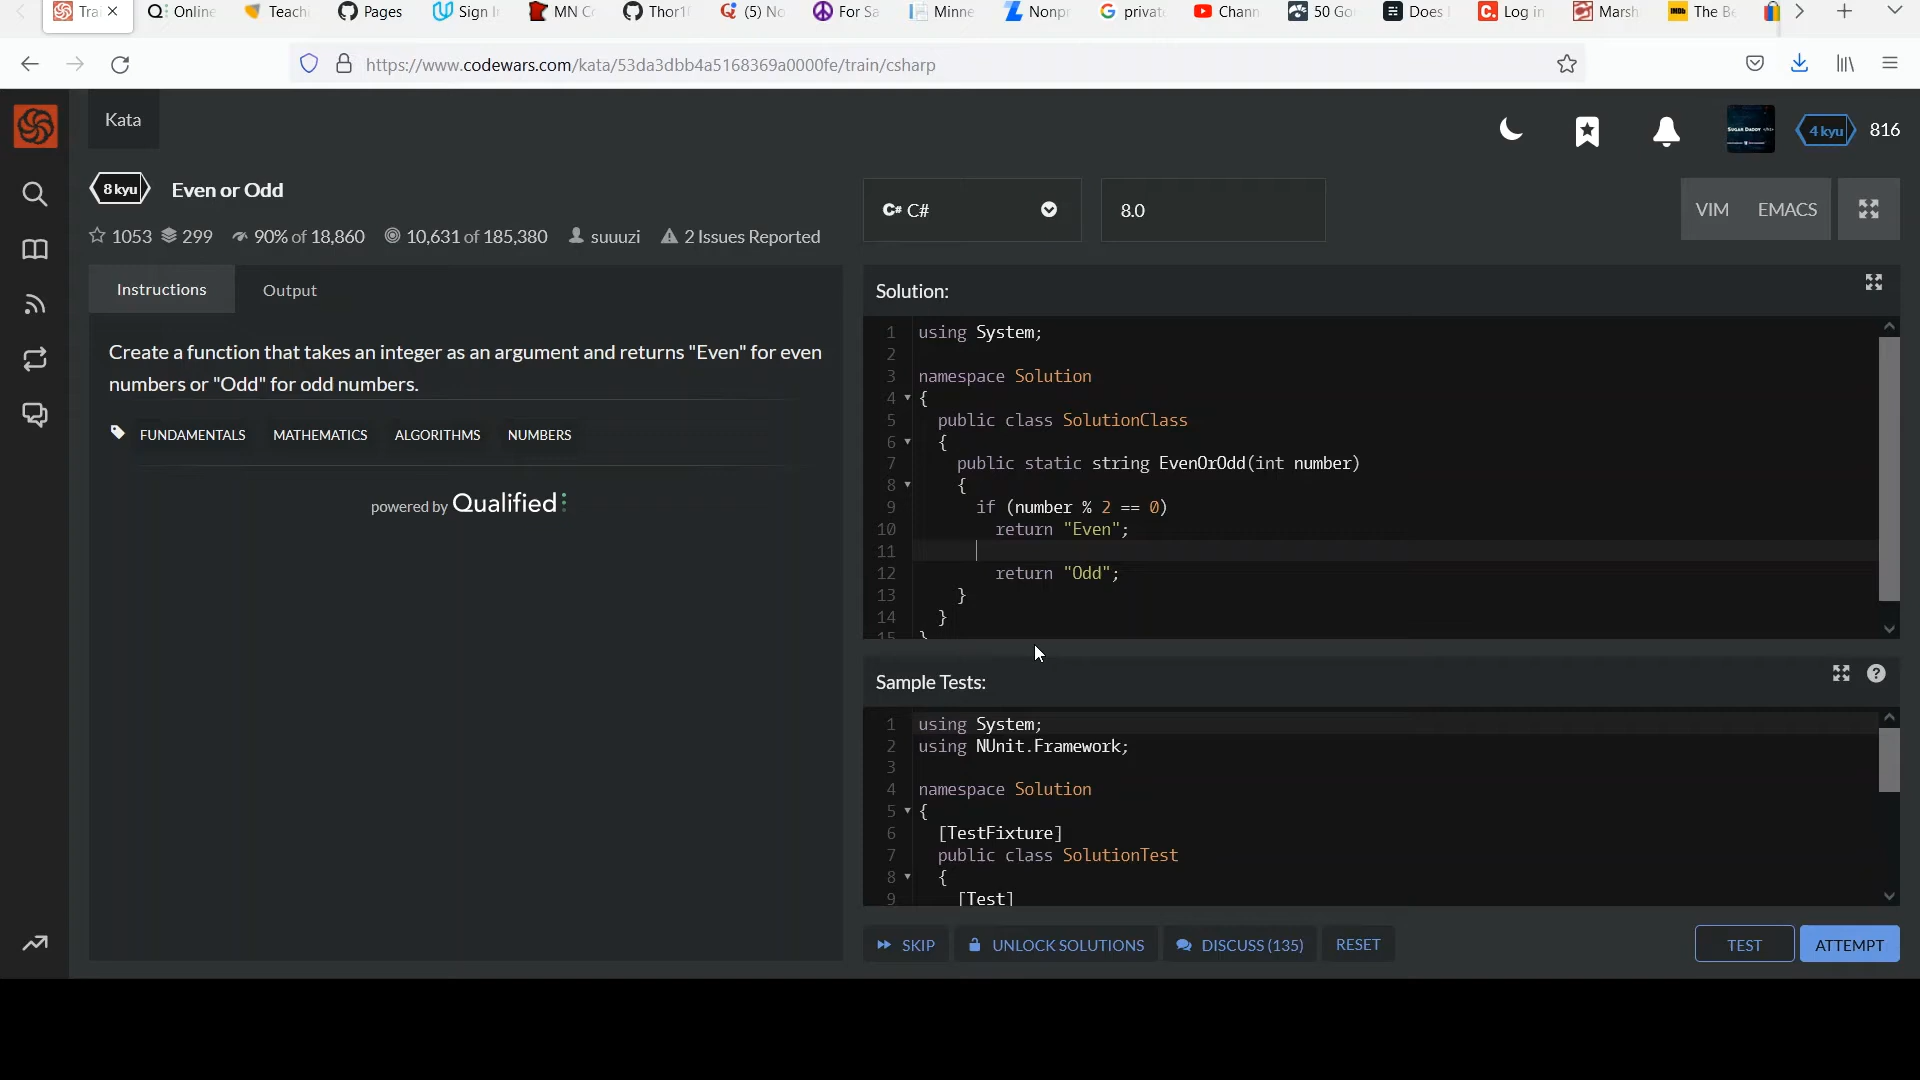 Tra
Online
Teach
Pages
Sign I
MN C
Thor1
(5) No
For Sa
Minne
Nonp
G privat
Chann
50 Go
Does
Log in
Marsh
IMDb The B
https://www.codewars.com/kata/53da3dbb4a5168369a0000fe/train/csharp
Kata
SUGAR DADDY
4 kyu 816
8 kyu Even or Odd
1053 299 90% of 18,860 10,631 of 185,380 suuuzi 2 Issues Reported
C# C#
8.0
VIM EMACS
Instructions Output
Create a function that takes an integer as an argument and returns "Even" for even
numbers or "Odd" for odd numbers.
FUNDAMENTALS MATHEMATICS ALGORITHMS NUMBERS
powered by Qualified
Solution:
1 using System;
2
3 namespace Solution
4 {
5 public class SolutionClass
6 {
7 public static string EvenOrOdd(int number)
8 {
9 if (number % 2 == 0)
10 return "Even";
11
12 return "Odd";
13 }
14 }
15 }
Sample Tests:
1 using System;
2 using NUnit.Framework;
3
4 namespace Solution
5 {
6 [TestFixture]
7 public class SolutionTest
8 {
9 [Test]
SKIP UNLOCK SOLUTIONS DISCUSS (135) RESET
TEST ATTEMPT